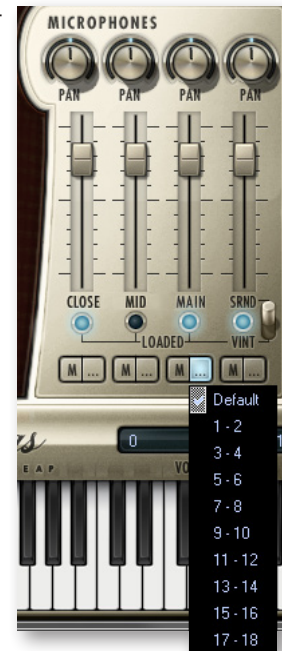 MICROPHONES
PAN PAN PAN PAN
CLOSE MID MAIN SRND
LOADED VINT
M ... M ... M ... M ...
Default
1 - 2
3 - 4
5 - 6
7 - 8
9 - 10
11 - 12
13 - 14
15 - 16
17 - 18
0